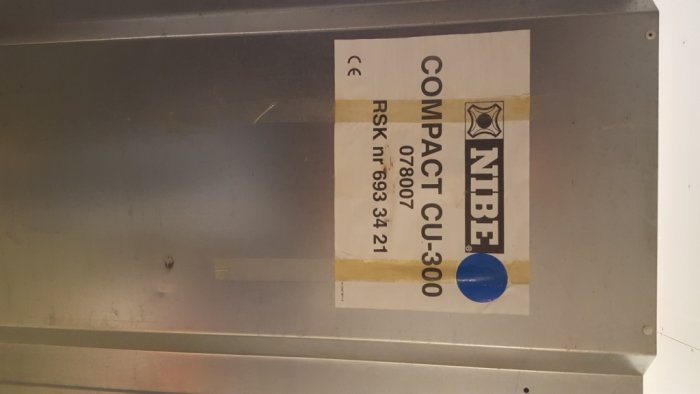 NIBE®
COMPACT CU-300
078007
RSK nr 693 34 21
CE